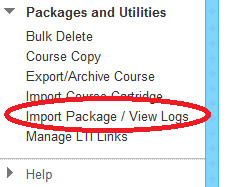 Packages and Utilities
Bulk Delete
Course Copy
Export/Archive Course
Import Course Cartridge
Import Package / View Logs
Manage LTI Links
Help